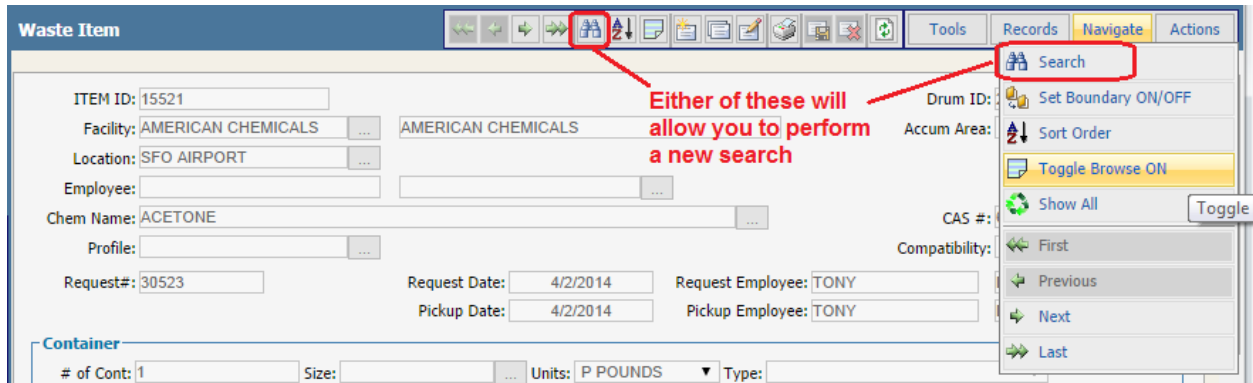 Waste Item
Tools Records Navigate Actions
Search
ITEM ID: 15521
Either of these will
Drum ID:
Set Boundary ON/OFF
Facility: AMERICAN CHEMICALS ... AMERICAN CHEMICALS
allow you to perform
Accum Area:
Sort Order
Location: SFO AIRPORT ...
a new search
Toggle Browse ON
Employee: ...
Show All
Toggle
Chem Name: ACETONE ... CAS #:
Profile: ... Compatibility:
First
Request#: 30523 Request Date: 4/2/2014 Request Employee: TONY
Previous
Pickup Date: 4/2/2014 Pickup Employee: TONY
Next
Container
Last
# of Cont: 1 Size: ... Units: P POUNDS Type: